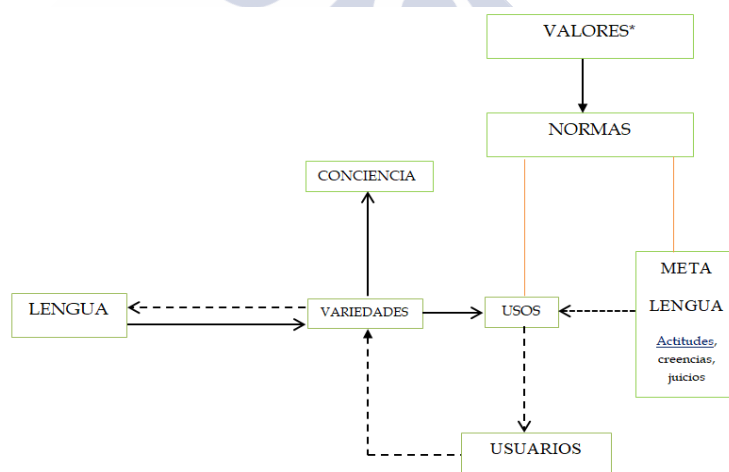 VALORES*
NORMAS
CONCIENCIA
META
LENGUA
Actitudes,
creencias,
juicios
LENGUA
VARIEDADES
USOS
USUARIOS